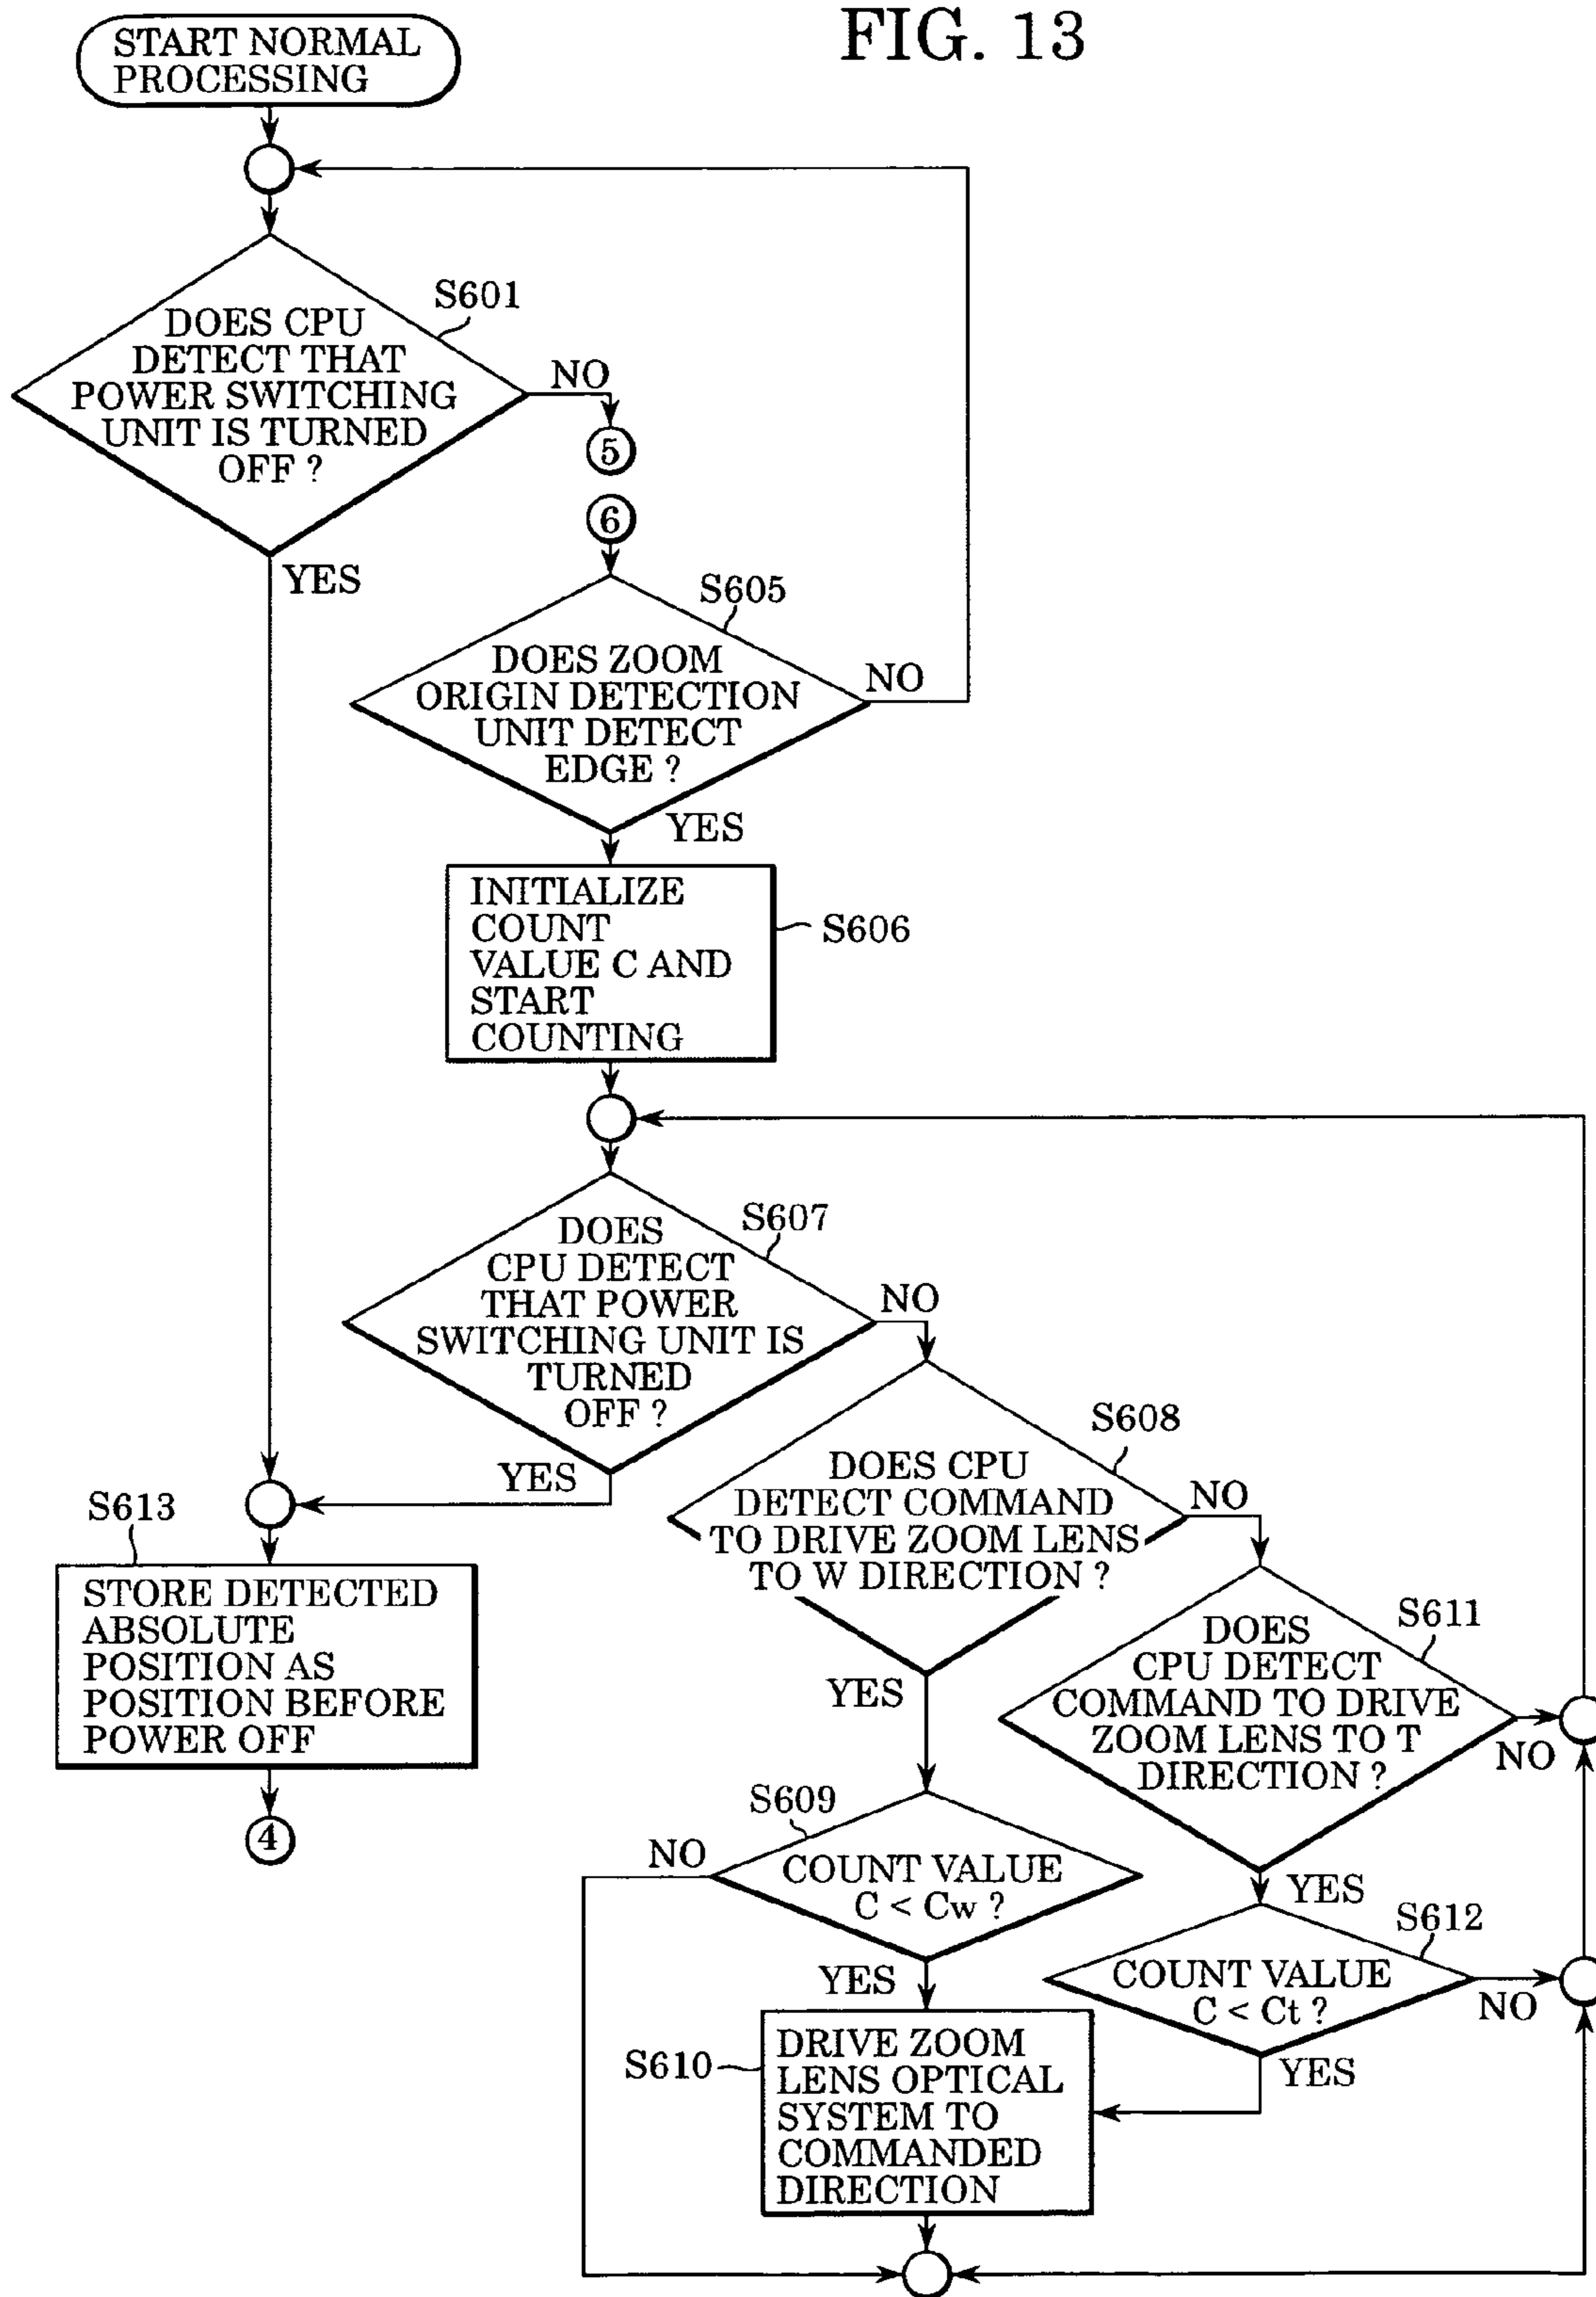 FIG. 13
START NORMAL
PROCESSING
S601
DOES CPU
DETECT THAT
POWER SWITCHING
UNIT IS TURNED
OFF ?
NO
5
6
YES
S605
DOES ZOOM
ORIGIN DETECTION
UNIT DETECT
EDGE ?
NO
YES
INITIALIZE
COUNT
VALUE C AND
START
COUNTING
S606
S607
DOES
CPU DETECT
THAT POWER
SWITCHING UNIT IS
TURNED
OFF ?
NO
YES
S608
DOES CPU
DETECT COMMAND
TO DRIVE ZOOM LENS
TO W DIRECTION ?
NO
YES
S613
STORE DETECTED
ABSOLUTE
POSITION AS
POSITION BEFORE
POWER OFF
4
S611
DOES
CPU DETECT
COMMAND TO DRIVE
ZOOM LENS TO T
DIRECTION ?
NO
YES
S609
NO
COUNT VALUE
C < Cw ?
YES
S612
COUNT VALUE
C < Ct ?
NO
YES
S610
DRIVE ZOOM
LENS OPTICAL
SYSTEM TO
COMMANDED
DIRECTION